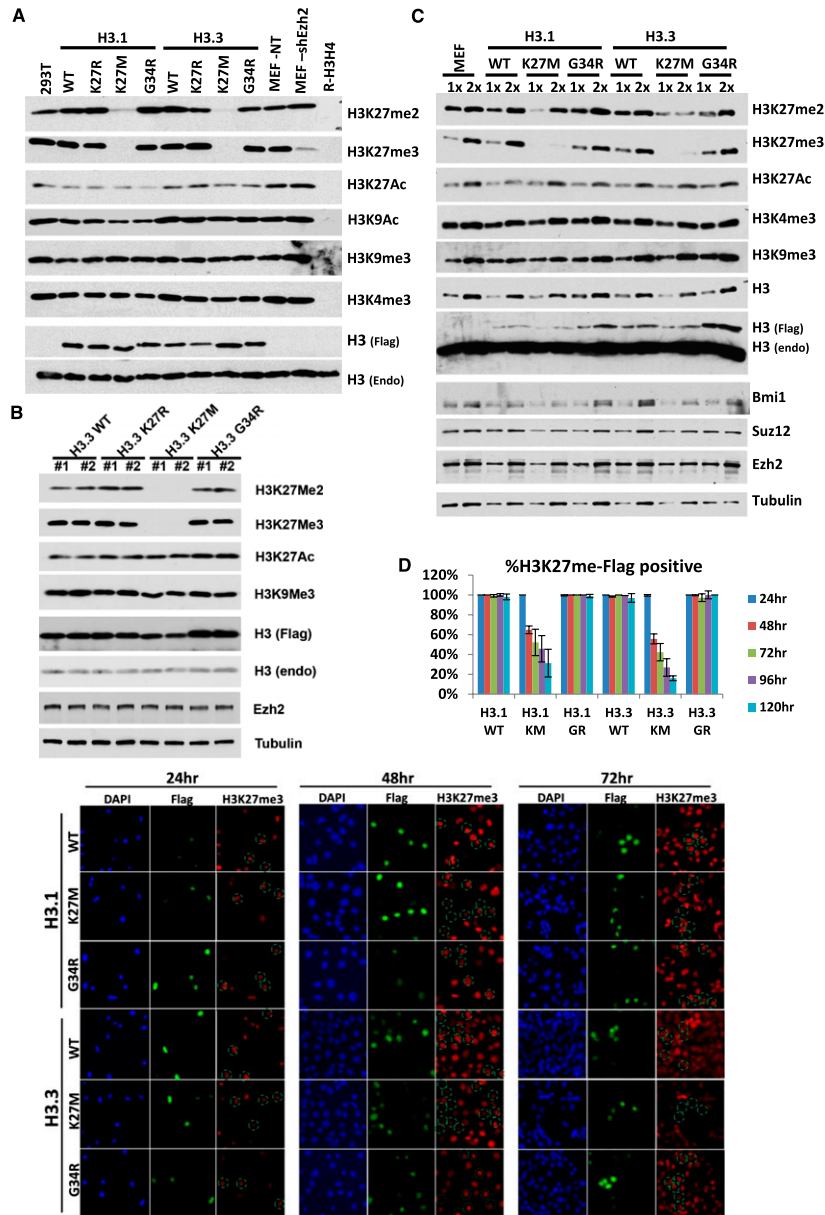 A
H3.1 H3.3
293T WT K27R K27M G34R WT K27R K27M G34R MEF -NT MEF –shEzh2 R-H3H4
H3K27me2
H3K27me3
H3K27Ac
H3K9Ac
H3K9me3
H3K4me3
H3 (Flag)
H3 (Endo)
B
H3.3 WT H3.3 K27R H3.3 K27M H3.3 G34R
#1 #2 #1 #2 #1 #2 #1 #2
H3K27Me2
H3K27Me3
H3K27Ac
H3K9Me3
H3 (Flag)
H3 (endo)
Ezh2
Tubulin
C
H3.1 H3.3
MEF WT K27M G34R WT K27M G34R
1x 2x 1x 2x 1x 2x 1x 2x 1x 2x 1x 2x 1x 2x
H3K27me2
H3K27me3
H3K27Ac
H3K4me3
H3K9me3
H3
H3 (Flag)
H3 (endo)
Bmi1
Suz12
Ezh2
Tubulin
D
%H3K27me-Flag positive
120%
100%
80%
60%
40%
20%
0%
H3.1 H3.1 H3.1 H3.3 H3.3 H3.3
WT KM GR WT KM GR
24hr
48hr
72hr
96hr
120hr
24hr 48hr 72hr
DAPI Flag H3K27me3 DAPI Flag H3K27me3 DAPI Flag H3K27me3
H3.1
WT
K27M
G34R
H3.3
WT
K27M
G34R